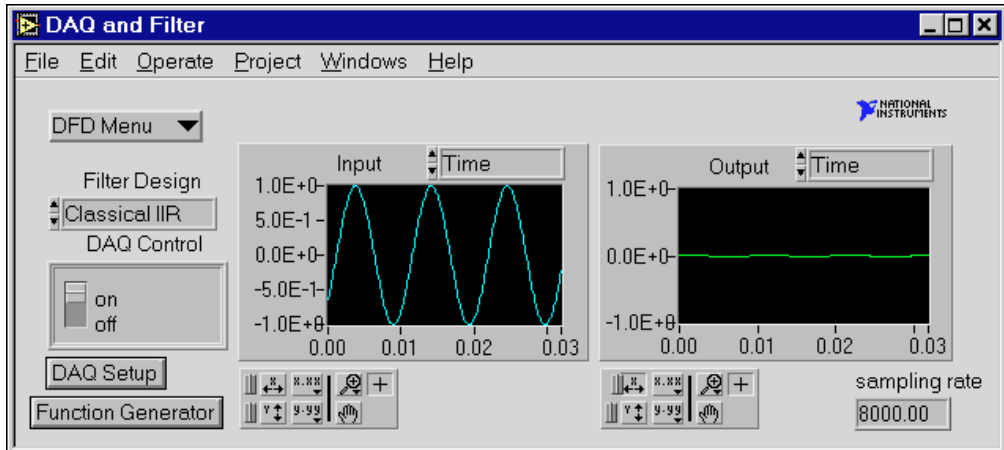 DAQ and Filter
File Edit Operate Project Windows Help
DFD Menu
NATIONAL
INSTRUMENTS
Filter Design
Classical IIR
DAQ Control
on
off
DAQ Setup
Function Generator
Input Time
1.0E+0
5.0E-1
0.0E+0
-5.0E-1
-1.0E+0
0.00 0.01 0.02 0.03
X.XX
Y
y.yy
Output Time
1.0E+0
0.0E+0
-1.0E+0
0.00 0.01 0.02 0.03
X.XX
Y
y.yy
sampling rate
8000.00